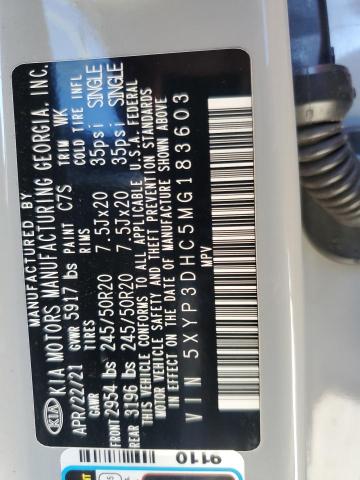 MANUFACTURED BY
KIA KIA MOTORS MANUFACTURING GEORGIA, INC.
APR/22/21 PAINT C7S TRIM WK
GVWR 5917 lbs
GAWR TIRES RIMS COLD TIRE INFL
FRONT 2954 lbs 245/50R20 7.5JX20 35psi SINGLE
REAR 3196 lbs 245/50R20 7.5JX20 35psi SINGLE
THIS VEHICLE CONFORMS TO ALL APPLICABLE U.S.A. FEDERAL
MOTOR VEHICLE SAFETY AND THEFT PREVENTION STANDARDS
IN EFFECT ON THE DATE OF MANUFACTURE SHOWN ABOVE.
VIN 5XYP3DHC5MG183603
MPV
9110